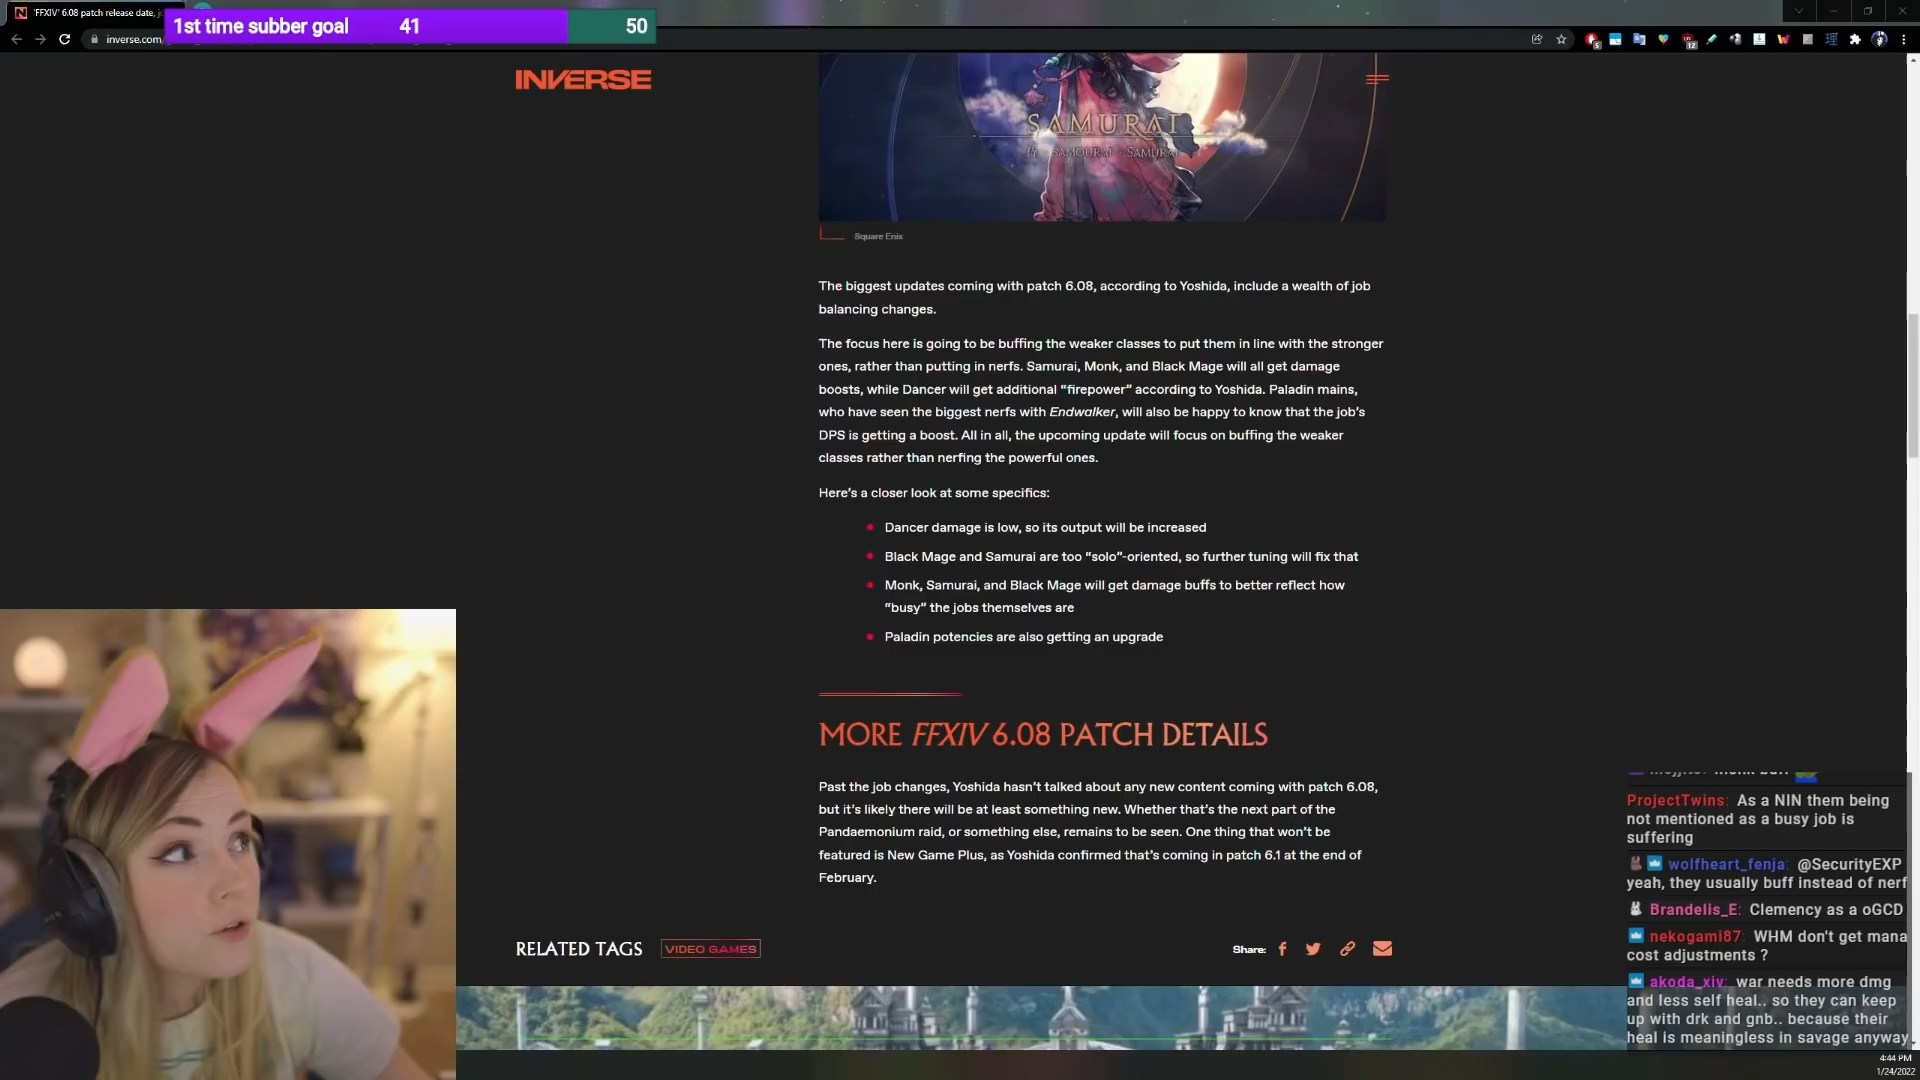 'FFXIV' 6.08 patch release date, j
1st time subber goal 41 50
inverse.com/
INVERSE
SAMURAI
SAMOURAI SAMURAI
Square Enix
The biggest updates coming with patch 6.08, according to Yoshida, include a wealth of job
balancing changes.
The focus here is going to be buffing the weaker classes to put them in line with the stronger
ones, rather than putting in nerfs. Samurai, Monk, and Black Mage will all get damage
boosts, while Dancer will get additional “firepower” according to Yoshida. Paladin mains,
who have seen the biggest nerfs with Endwalker, will also be happy to know that the job’s
DPS is getting a boost. All in all, the upcoming update will focus on buffing the weaker
classes rather than nerfing the powerful ones.
Here’s a closer look at some specifics:
Dancer damage is low, so its output will be increased
Black Mage and Samurai are too “solo”-oriented, so further tuning will fix that
Monk, Samurai, and Black Mage will get damage buffs to better reflect how
“busy” the jobs themselves are
Paladin potencies are also getting an upgrade
MORE FFXIV 6.08 PATCH DETAILS
Past the job changes, Yoshida hasn’t talked about any new content coming with patch 6.08,
but it’s likely there will be at least something new. Whether that’s the next part of the
Pandaemonium raid, or something else, remains to be seen. One thing that won’t be
featured is New Game Plus, as Yoshida confirmed that’s coming in patch 6.1 at the end of
February.
RELATED TAGS VIDEO GAMES Share:
ProjectTwins: As a NIN them being
not mentioned as a busy job is
suffering
wolfheart_fenja: @SecurityEXP
yeah, they usually buff instead of nerf
Brandelis_E: Clemency as a oGCD
nekogami87: WHM don't get mana
cost adjustments ?
akoda_xiv: war needs more dmg
and less self heal.. so they can keep
up with drk and gnb.. because their
heal is meaningless in savage anyway
4:44 PM
1/24/2022